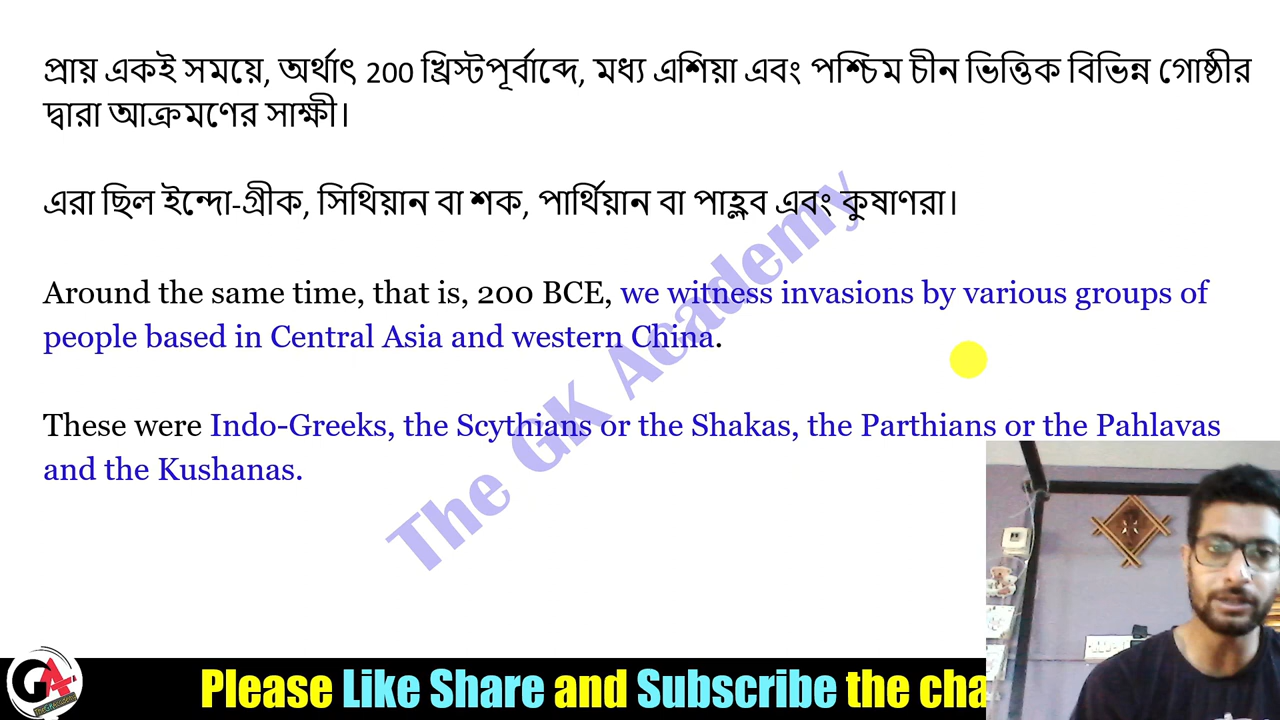 প্রায় একই সময়ে, অর্থাৎ 200 খ্রিস্টপূর্বাব্দে, মধ্য এশিয়া এবং পশ্চিম চীন ভিত্তিক বিভিন্ন গোষ্ঠীর
দ্বারা আক্রমণের সাক্ষী।
এরা ছিল ইন্দো-গ্রীক, সিথিয়ান বা শক, পার্থিয়ান বা পাহ্লব এবং কুষাণরা।
Around the same time, that is, 200 BCE, we witness invasions by various groups of
people based in Central Asia and western China.
These were Indo-Greeks, the Scythians or the Shakas, the Parthians or the Pahlavas
and the Kushanas.
The GK Academy
Please Like Share and Subscribe the cha